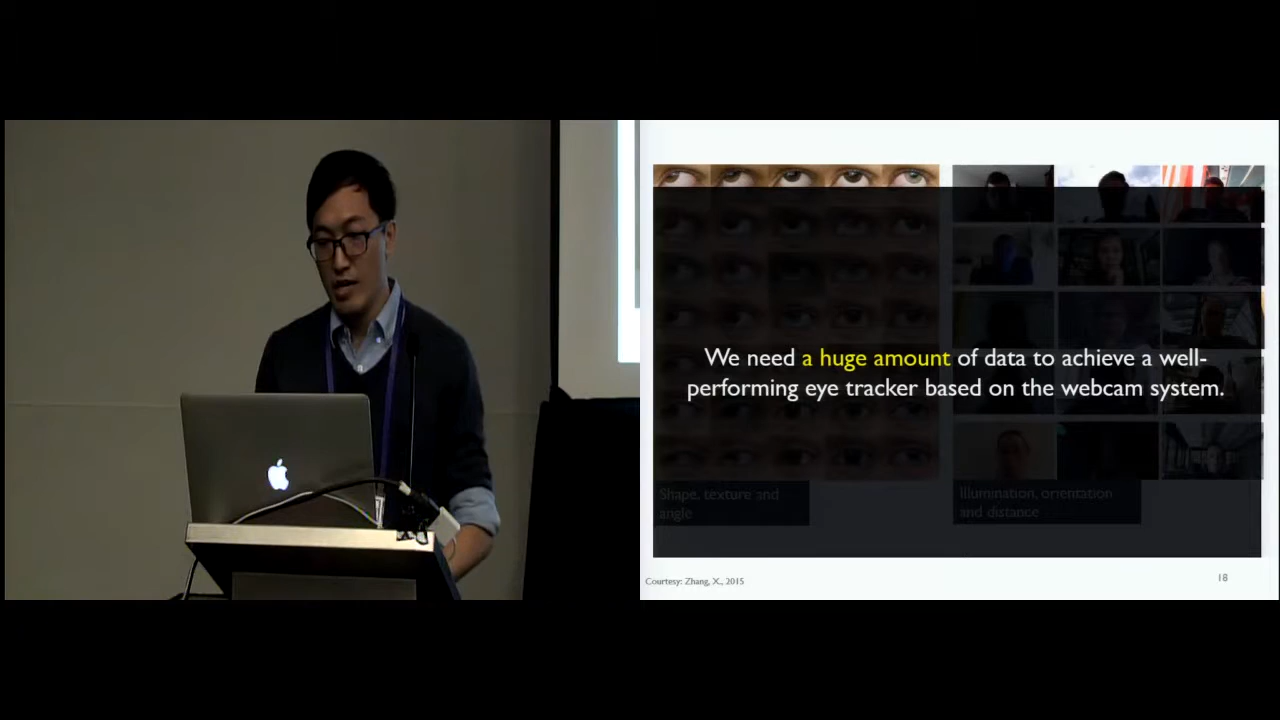 We need a huge amount of data to achieve a well-
performing eye tracker based on the webcam system.
Shape, texture and
angle
Illumination, orientation
and distance
Courtesy: Zhang, X., 2015
18